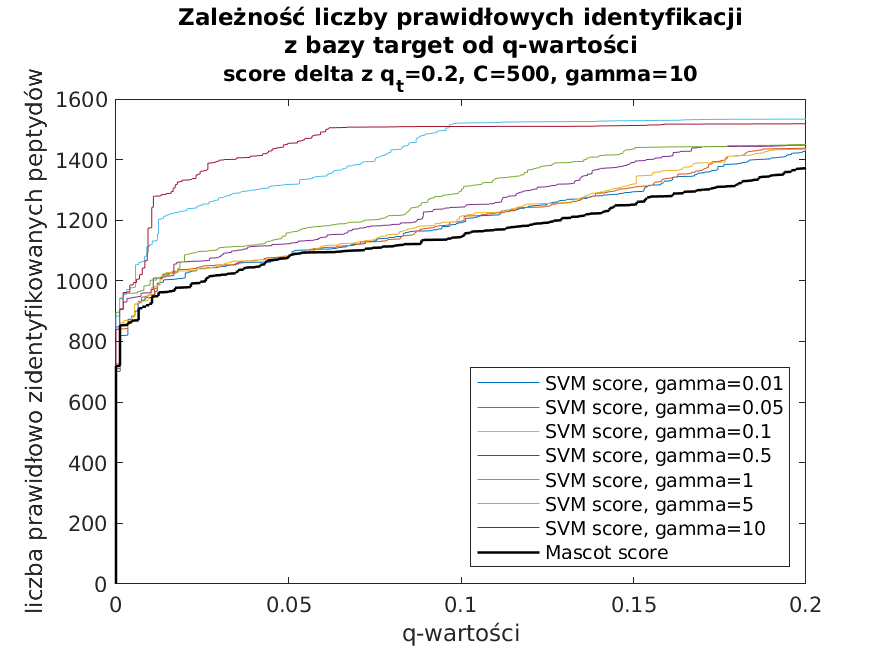 Zależność liczby prawidłowych identyfikacji
z bazy target od q-wartości
score delta z qt=0.2, C=500, gamma=10
liczba prawidłowo zidentyfikowanych peptydów
1600
1400
1200
1000
800
600
400
200
0
0
0.05
0.1
0.15
0.2
q-wartości
SVM score, gamma=0.01
SVM score, gamma=0.05
SVM score, gamma=0.1
SVM score, gamma=0.5
SVM score, gamma=1
SVM score, gamma=5
SVM score, gamma=10
Mascot score